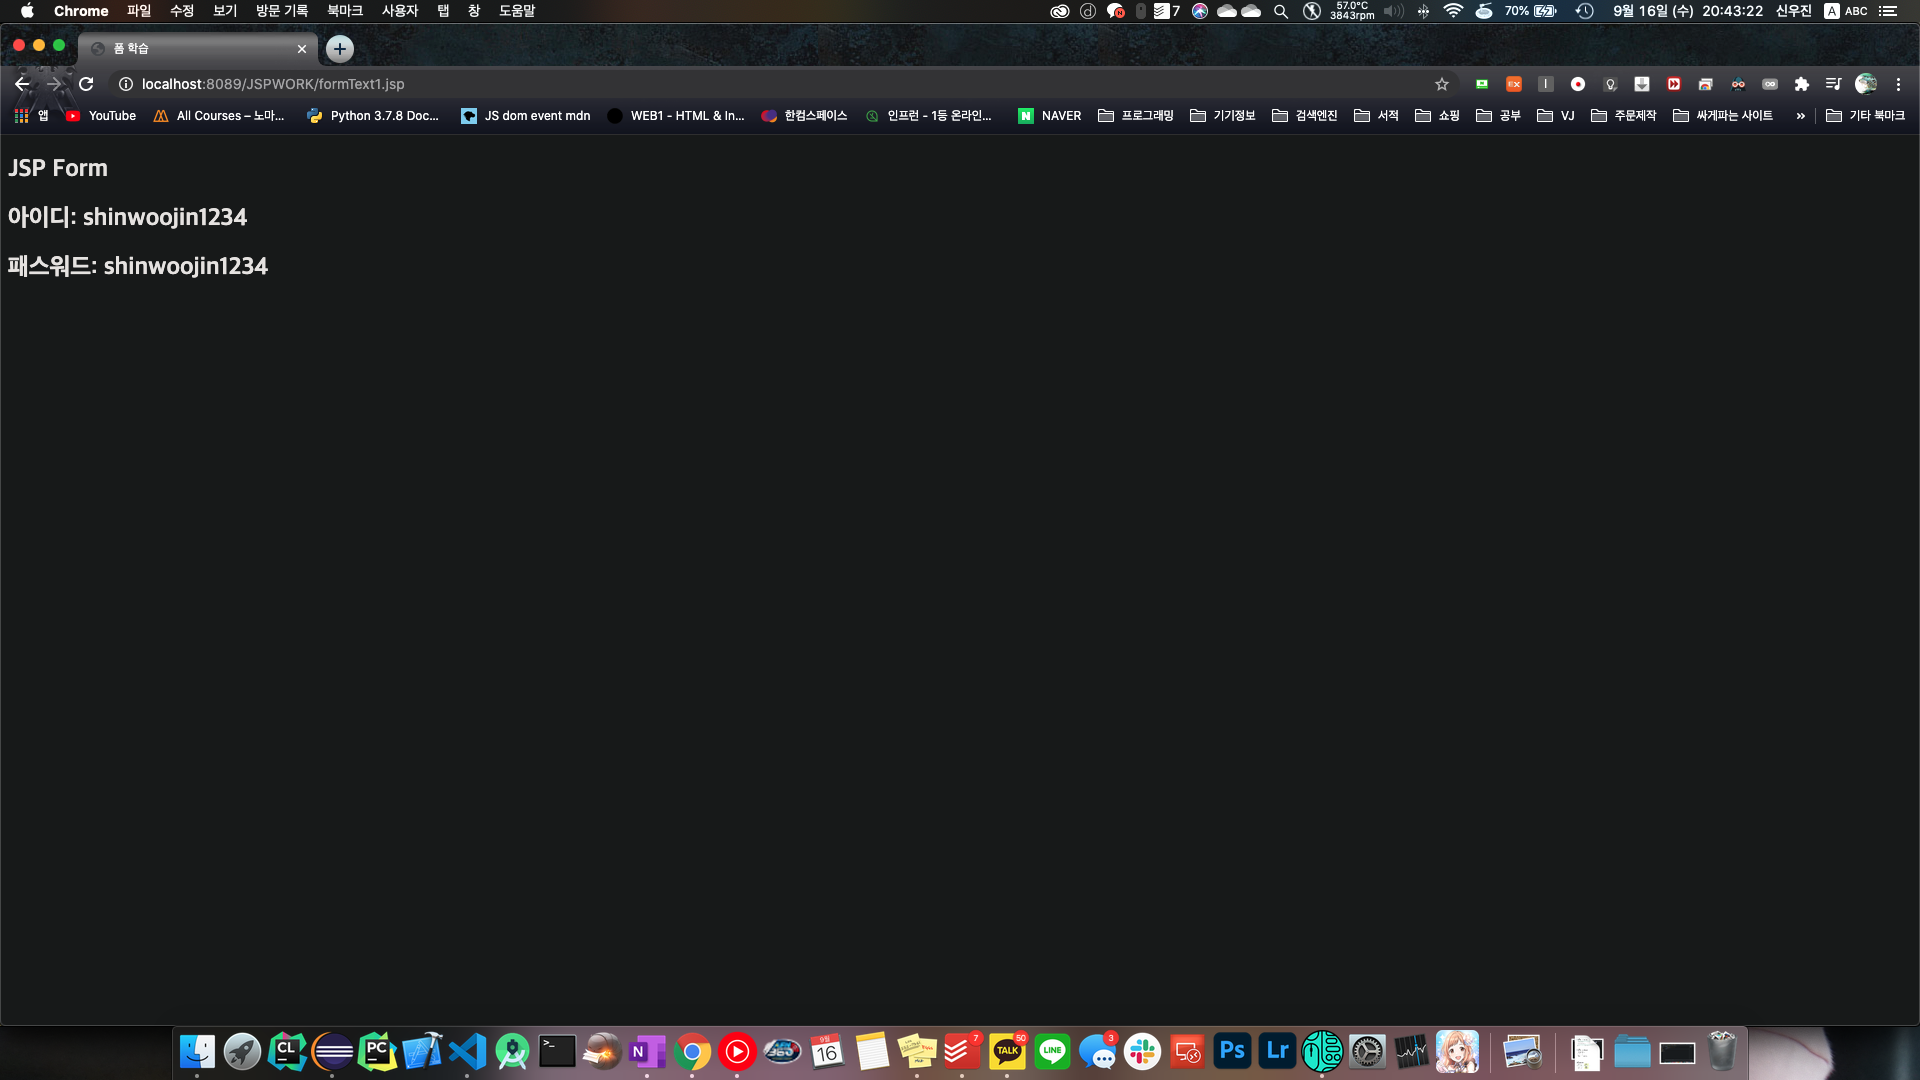 Chrome 파일 수정 보기 방문 기록 북마크 사용자 탭 창 도움말 7 57.0°C 3843rpm 70% 9월 16일 (수) 20:43:22 신우진 A ABC
폼 학습
localhost:8089/JSPWORK/formText1.jsp
앱 YouTube All Courses – 노마... Python 3.7.8 Doc... JS dom event mdn WEB1 - HTML & In... 한컴스페이스 인프런 - 1등 온라인... NAVER 프로그래밍 기기정보 검색엔진 서적 쇼핑 공부 VJ 주문제작 싸게파는 사이트 » 기타 북마크
JSP Form
아이디: shinwoojin1234
패스워드: shinwoojin1234
CL PC N 360 9월 16 7 TALK 50 LINE 3 Ps Lr